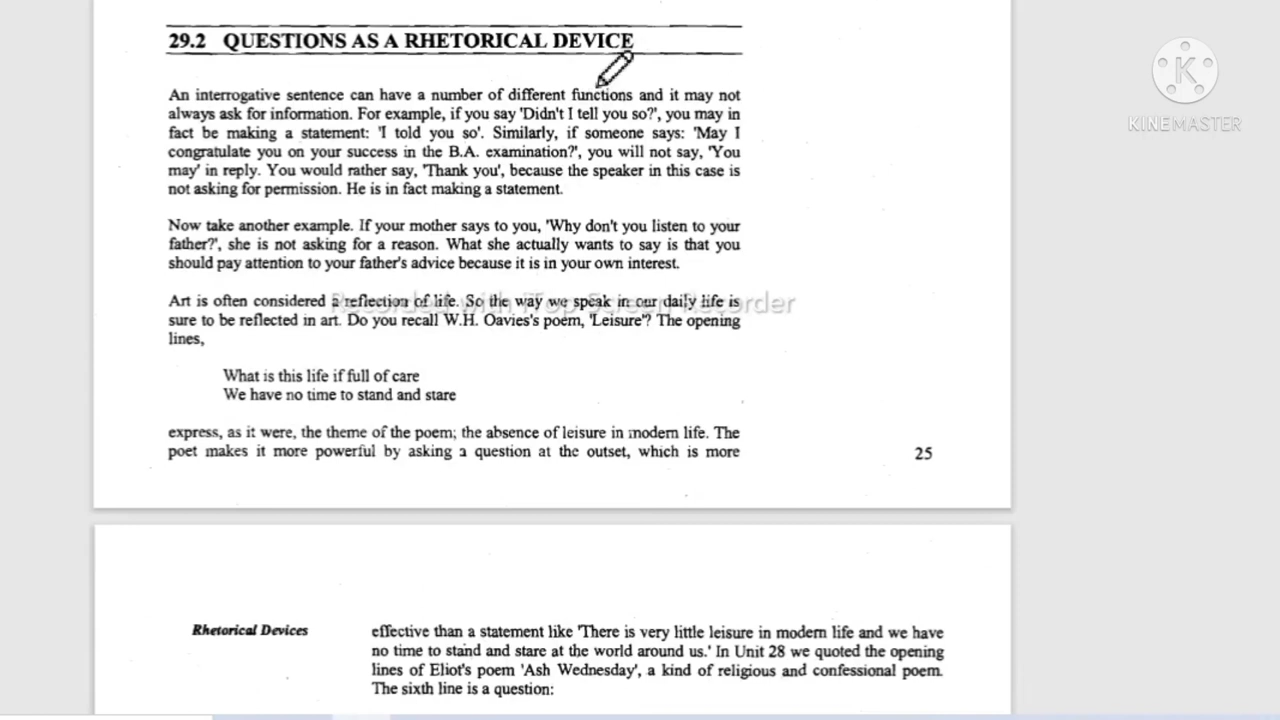 29.2 QUESTIONS AS A RHETORICAL DEVICE
An interrogative sentence can have a number of different functions and it may not
always ask for information. For example, if you say 'Didn't I tell you so?', you may in
fact be making a statement: 'I told you so'. Similarly, if someone says: 'May I
congratulate you on your success in the B.A. examination?', you will not say, 'You
may' in reply. You would rather say, 'Thank you', because the speaker in this case is
not asking for permission. He is in fact making a statement.
Now take another example. If your mother says to you, 'Why don't you listen to your
father?', she is not asking for a reason. What she actually wants to say is that you
should pay attention to your father's advice because it is in your own interest.
Art is often considered a reflection of life. So the way we speak in our daily life is
sure to be reflected in art. Do you recall W.H. Oavies's poem, 'Leisure'? The opening
lines,
What is this life if full of care
We have no time to stand and stare
express, as it were, the theme of the poem; the absence of leisure in modern life. The
poet makes it more powerful by asking a question at the outset, which is more
25
Rhetorical Devices
effective than a statement like 'There is very little leisure in modern life and we have
no time to stand and stare at the world around us.' In Unit 28 we quoted the opening
lines of Eliot's poem 'Ash Wednesday', a kind of religious and confessional poem.
The sixth line is a question:
Recorded with iTop Screen Recorder
K
KINEMASTER